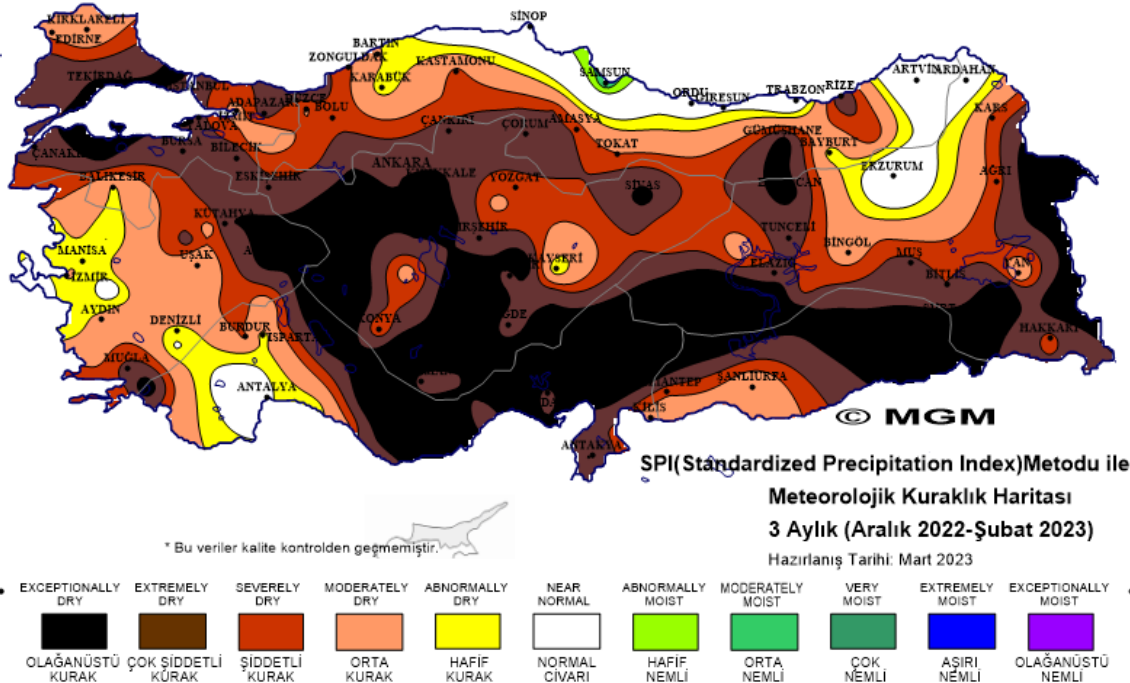 SİNOP
KIRKLARELİ
EDİRNE
BARTIN
ZONGULDAK
KASTAMONU
KARABÜK
TEKİRDAĞ
SAMSUN
ARTVİN
ARDAHAN
ORDU
GİRESUN
TRABZON
RİZE
BOLU
KARS
ÇANKIRI
ÇORUM
AMASYA
GÜMÜŞHANE
BAYBURT
TOKAT
BURSA
BİLECİK
ANKARA
ERZURUM
AĞRI
BALIKESİR
ESKİŞEHİR
YOZGAT
SİVAS
KÜTAHYA
TUNCELİ
MANİSA
UŞAK
BİNGÖL
MUŞ
İZMİR
ELAZIĞ
BİTLİS
AYDIN
DENİZLİ
BURDUR
ISPARTA
HAKKARİ
MUĞLA
ANTALYA
ŞANLIURFA
KİLİS
ANTAKYA
© MGM
SPI(Standardized Precipitation Index)Metodu ile
Meteorolojik Kuraklık Haritası
3 Aylık (Aralık 2022-Şubat 2023)
Hazırlanış Tarihi: Mart 2023
* Bu veriler kalite kontrolden geçmemiştir.
EXCEPTIONALLY DRY
EXTREMELY DRY
SEVERELY DRY
MODERATELY DRY
ABNORMALLY DRY
NEAR NORMAL
ABNORMALLY MOIST
MODERATELY MOIST
VERY MOIST
EXTREMELY MOIST
EXCEPTIONALLY MOIST
OLAĞANÜSTÜ KURAK
ÇOK ŞİDDETLİ KURAK
ŞİDDETLİ KURAK
ORTA KURAK
HAFİF KURAK
NORMAL CİVARI
HAFİF NEMLİ
ORTA NEMLİ
ÇOK NEMLİ
AŞIRI NEMLİ
OLAĞANÜSTÜ NEMLİ